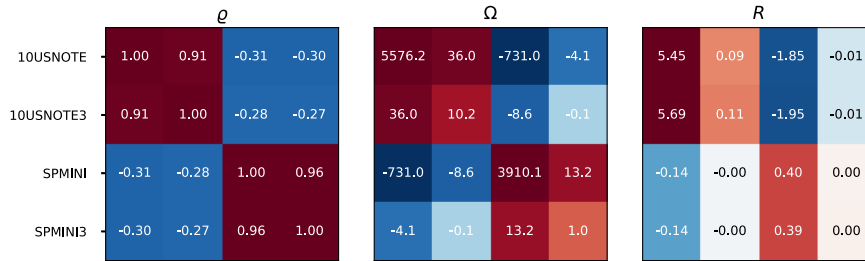 ϱ Ω R
10USNOTE 1.00 0.91 -0.31 -0.30 5576.2 36.0 -731.0 -4.1 5.45 0.09 -1.85 -0.01
10USNOTE3 0.91 1.00 -0.28 -0.27 36.0 10.2 -8.6 -0.1 5.69 0.11 -1.95 -0.01
SPMINI -0.31 -0.28 1.00 0.96 -731.0 -8.6 3910.1 13.2 -0.14 -0.00 0.40 0.00
SPMINI3 -0.30 -0.27 0.96 1.00 -4.1 -0.1 13.2 1.0 -0.14 -0.00 0.39 0.00